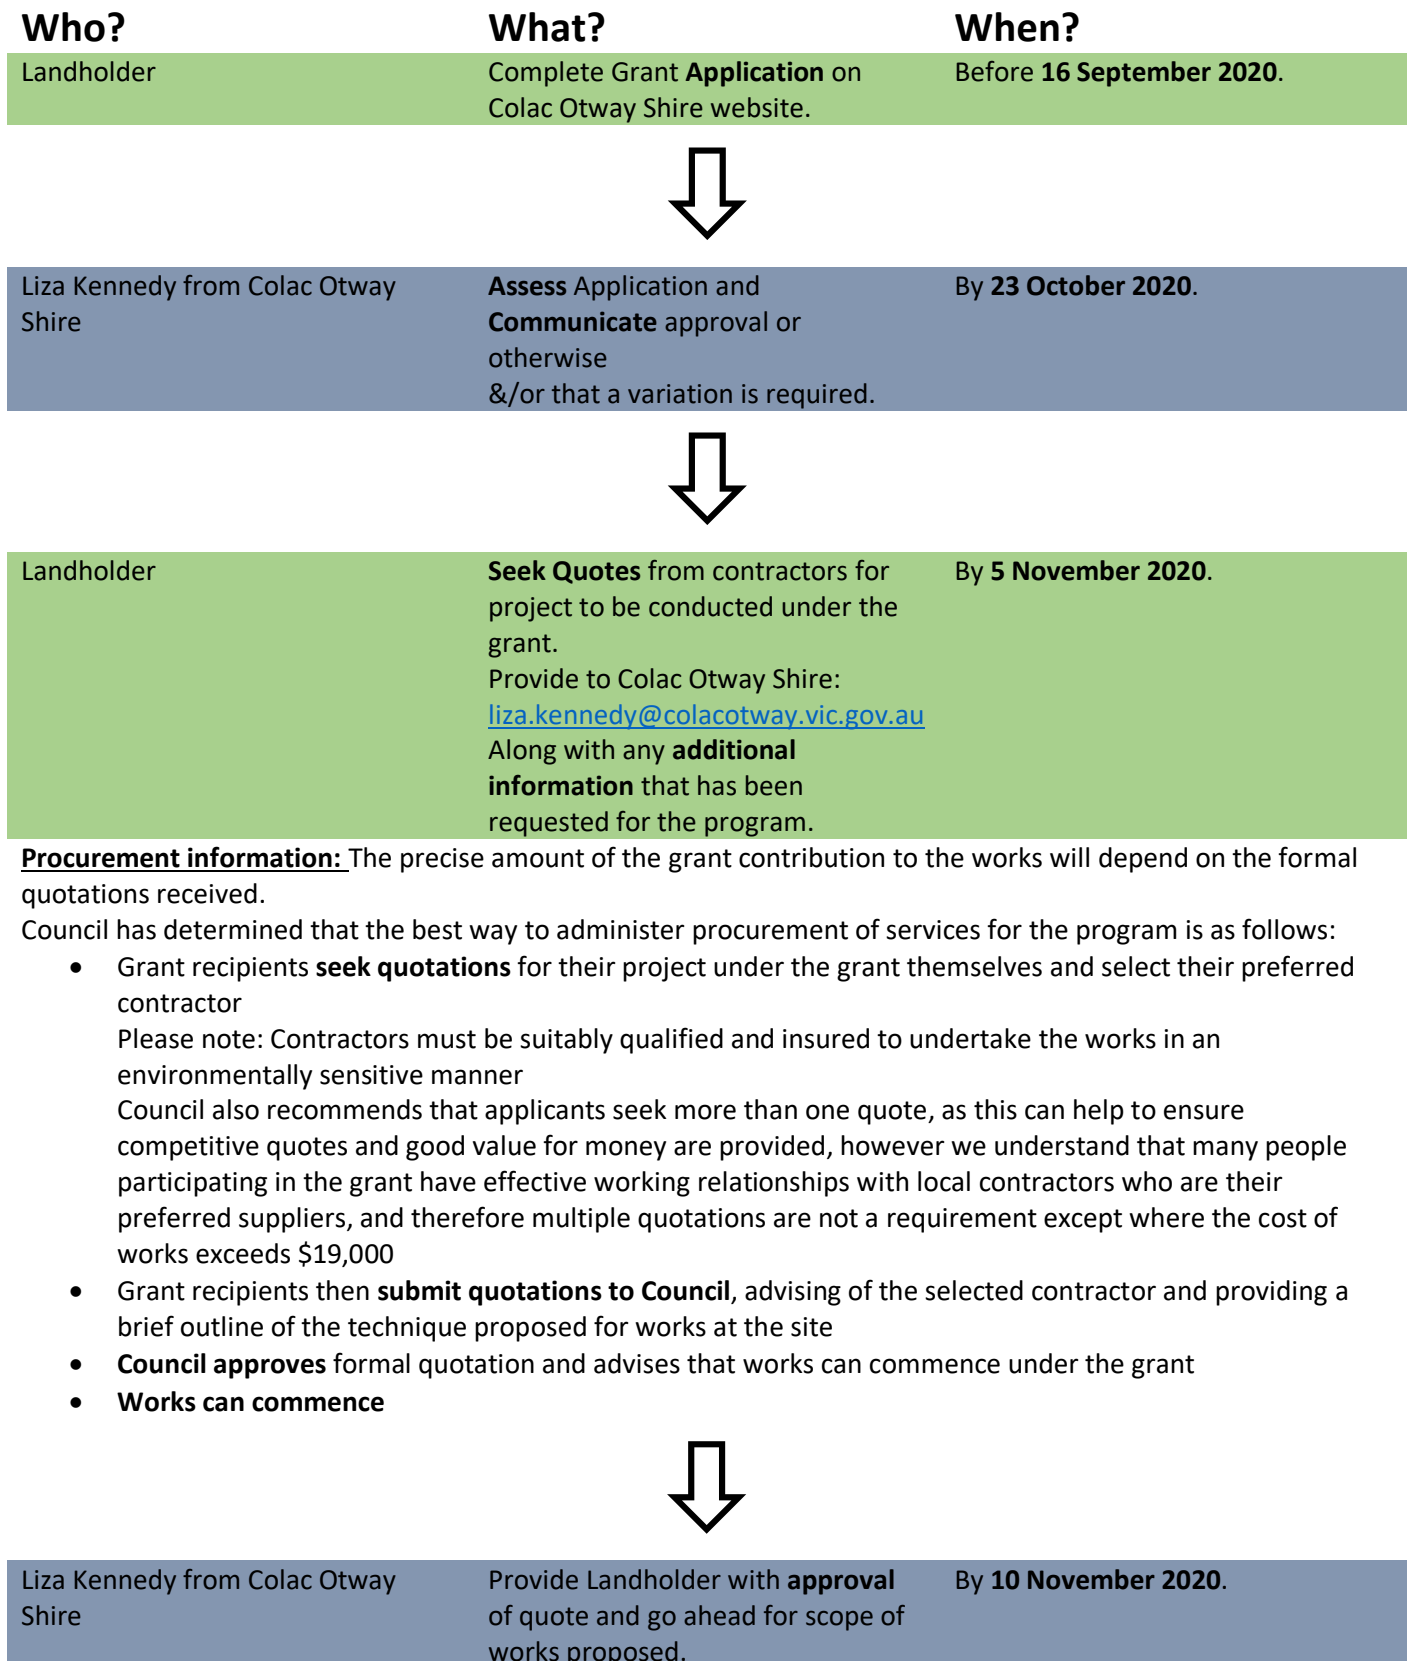 Who? What? When?
Landholder Complete Grant Application on Before 16 September 2020.
Colac Otway Shire website.
Liza Kennedy from Colac Otway Assess Application and By 23 October 2020.
Shire Communicate approval or
otherwise
&/or that a variation is required.
Landholder Seek Quotes from contractors for By 5 November 2020.
project to be conducted under the
grant.
Provide to Colac Otway Shire:
liza.kennedy@colacotway.vic.gov.au
Along with any additional
information that has been
requested for the program.
Procurement information: The precise amount of the grant contribution to the works will depend on the formal
quotations received.
Council has determined that the best way to administer procurement of services for the program is as follows:
• Grant recipients seek quotations for their project under the grant themselves and select their preferred
contractor
Please note: Contractors must be suitably qualified and insured to undertake the works in an
environmentally sensitive manner
Council also recommends that applicants seek more than one quote, as this can help to ensure
competitive quotes and good value for money are provided, however we understand that many people
participating in the grant have effective working relationships with local contractors who are their
preferred suppliers, and therefore multiple quotations are not a requirement except where the cost of
works exceeds $19,000
• Grant recipients then submit quotations to Council, advising of the selected contractor and providing a
brief outline of the technique proposed for works at the site
• Council approves formal quotation and advises that works can commence under the grant
• Works can commence
Liza Kennedy from Colac Otway Provide Landholder with approval By 10 November 2020.
Shire of quote and go ahead for scope of
works proposed.